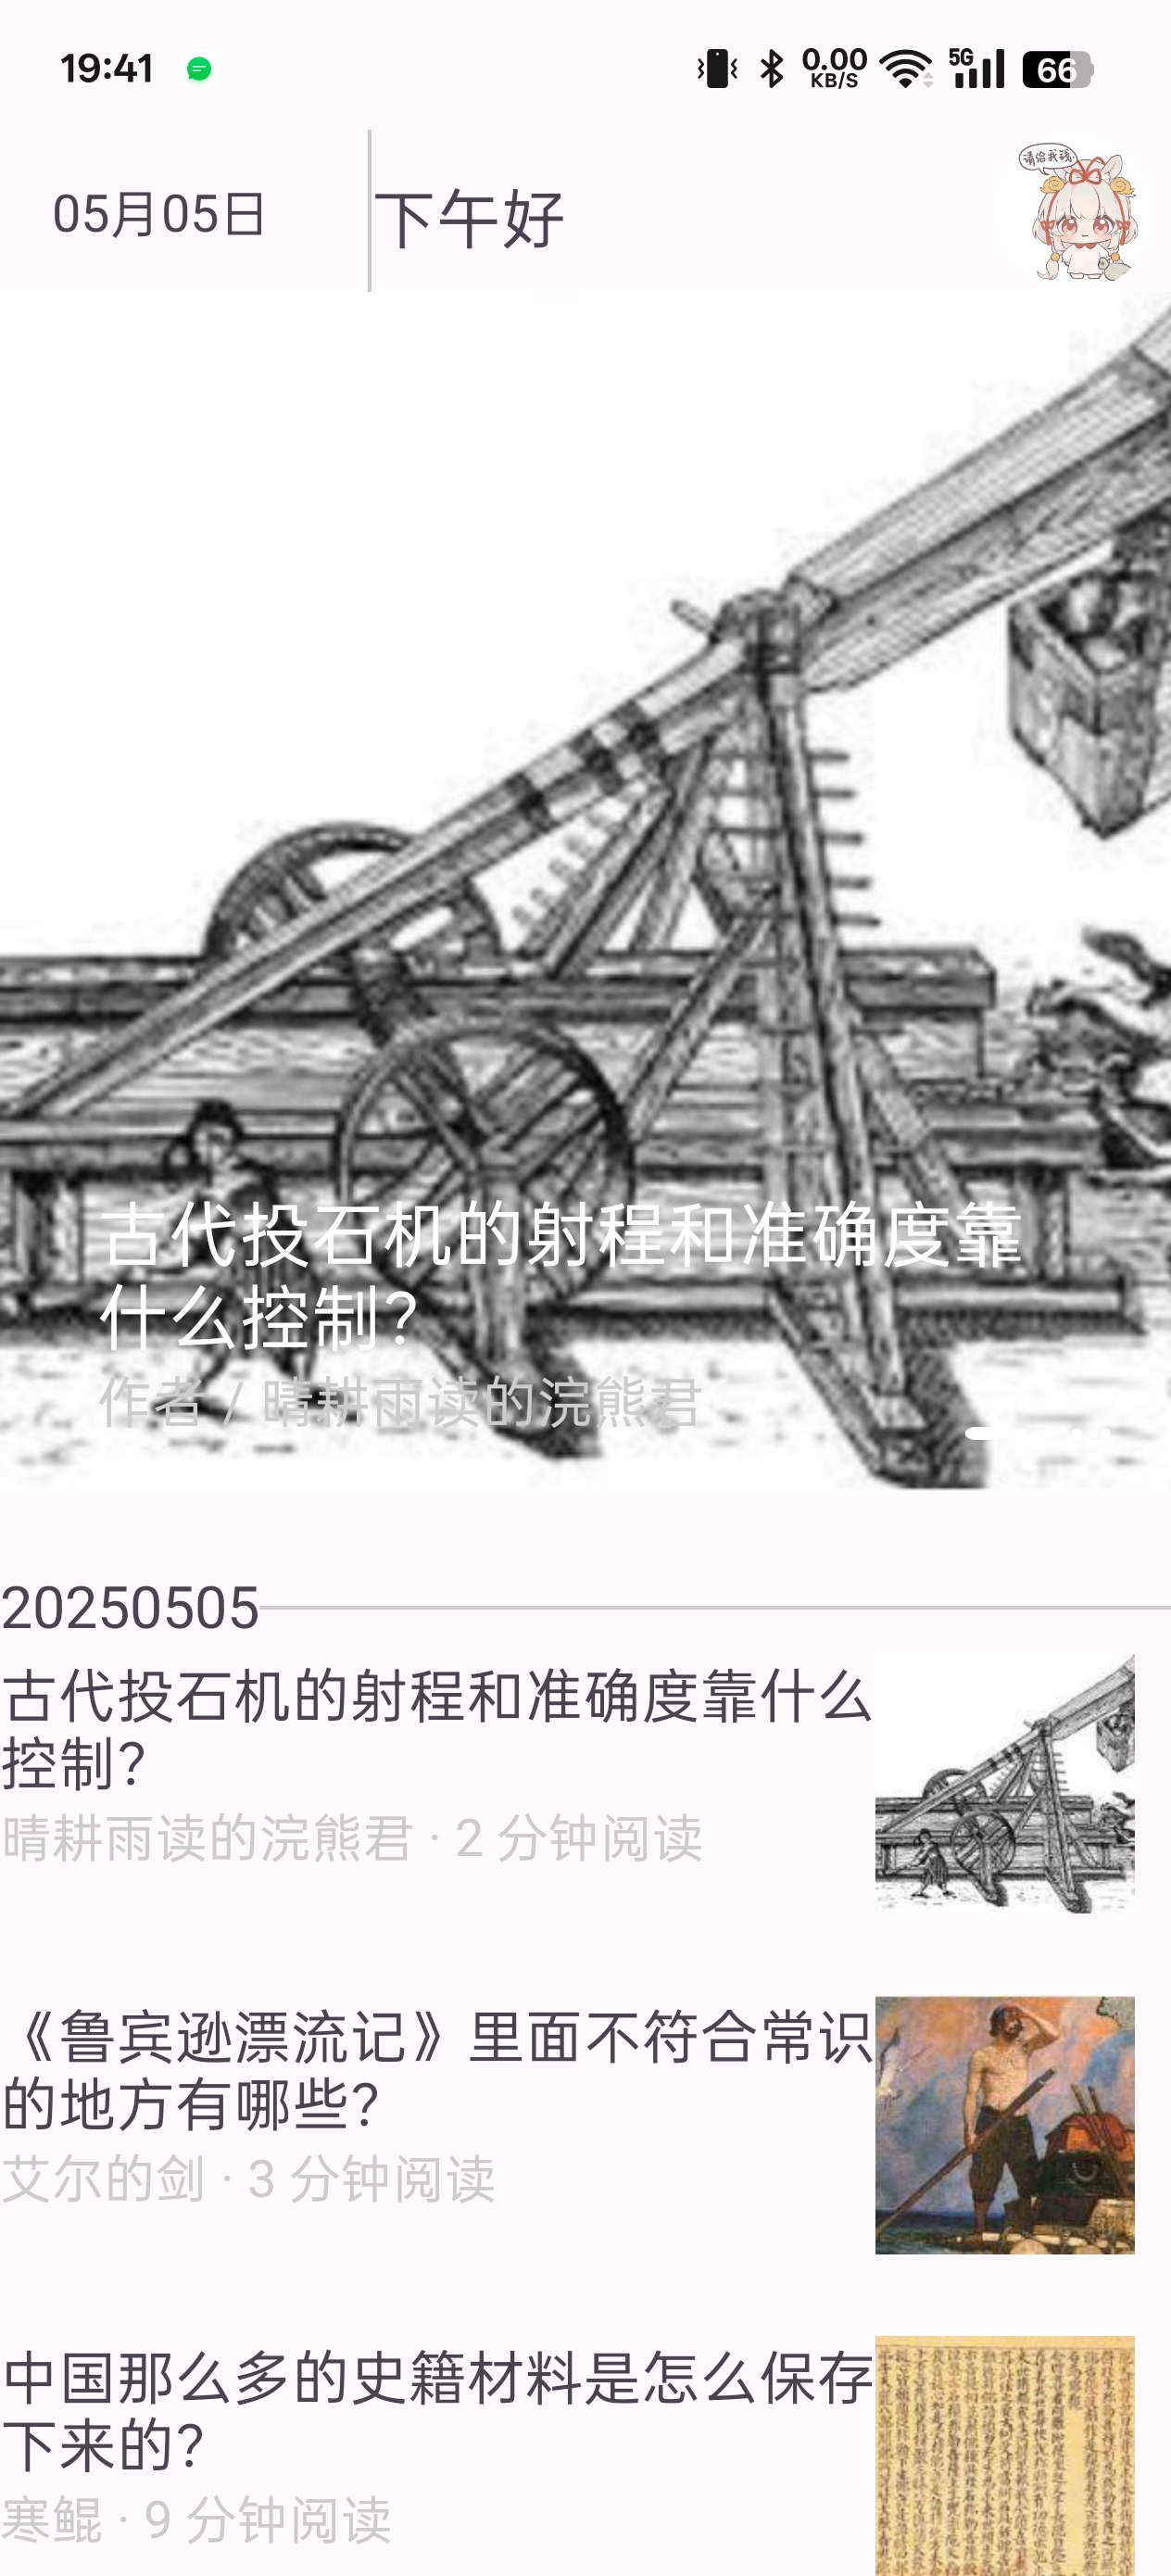 19:41
0.00
KB/S
5G
66
05月05日
下午好
请给我钱
古代投石机的射程和准确度靠
什么控制?
作者 / 晴耕雨读的浣熊君
20250505
古代投石机的射程和准确度靠什么
控制?
晴耕雨读的浣熊君 · 2 分钟阅读
《鲁宾逊漂流记》里面不符合常识
的地方有哪些?
艾尔的剑 · 3 分钟阅读
中国那么多的史籍材料是怎么保存
下来的?
寒鲲 · 9 分钟阅读